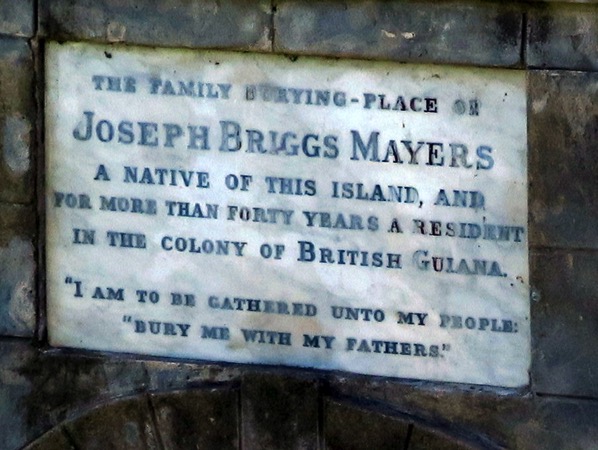 THE FAMILY BURYING-PLACE OF
JOSEPH BRIGGS MAYERS
A NATIVE OF THIS ISLAND, AND
FOR MORE THAN FORTY YEARS A RESIDENT
IN THE COLONY OF BRITISH GUIANA.
"I AM TO BE GATHERED UNTO MY PEOPLE:
"BURY ME WITH MY FATHERS."